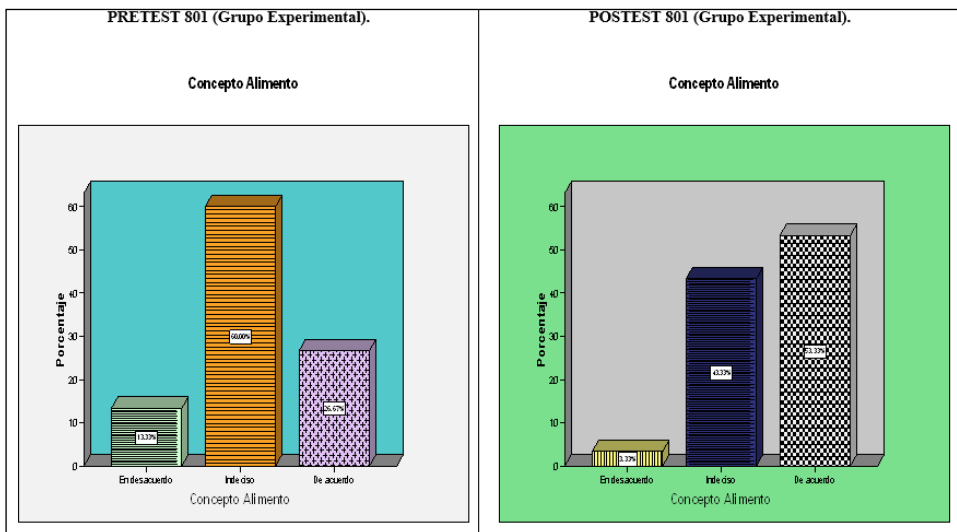 PRETEST 801 (Grupo Experimental).
Concepto Alimento
Porcentaje
60
50
40
30
20
10
0
13.33%
60.00%
26.67%
En desacuerdo
Indeciso
De acuerdo
Concepto Alimento
POSTEST 801 (Grupo Experimental).
Concepto Alimento
Porcentaje
60
50
40
30
20
10
0
3.33%
43.33%
53.33%
En desacuerdo
Indeciso
De acuerdo
Concepto Alimento